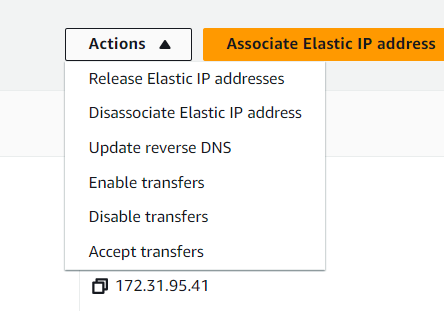 Actions
Associate Elastic IP address
Release Elastic IP addresses
Disassociate Elastic IP address
Update reverse DNS
Enable transfers
Disable transfers
Accept transfers
172.31.95.41